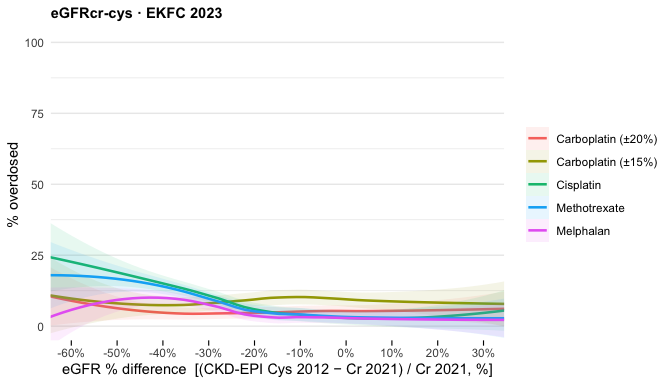 eGFRcr-cys · EKFC 2023
100
75
50
25
0
% overdosed
-60%
-50%
-40%
-30%
-20%
-10%
0%
10%
20%
30%
eGFR % difference [(CKD-EPI Cys 2012 − Cr 2021) / Cr 2021, %]
Carboplatin (±20%)
Carboplatin (±15%)
Cisplatin
Methotrexate
Melphalan